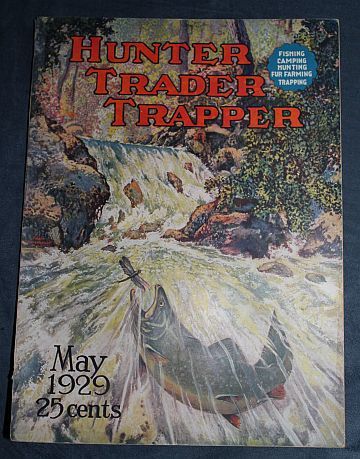 HUNTER
TRADER
TRAPPER
FISHING
CAMPING
HUNTING
FUR FARMING
TRAPPING
May
1929
25 cents